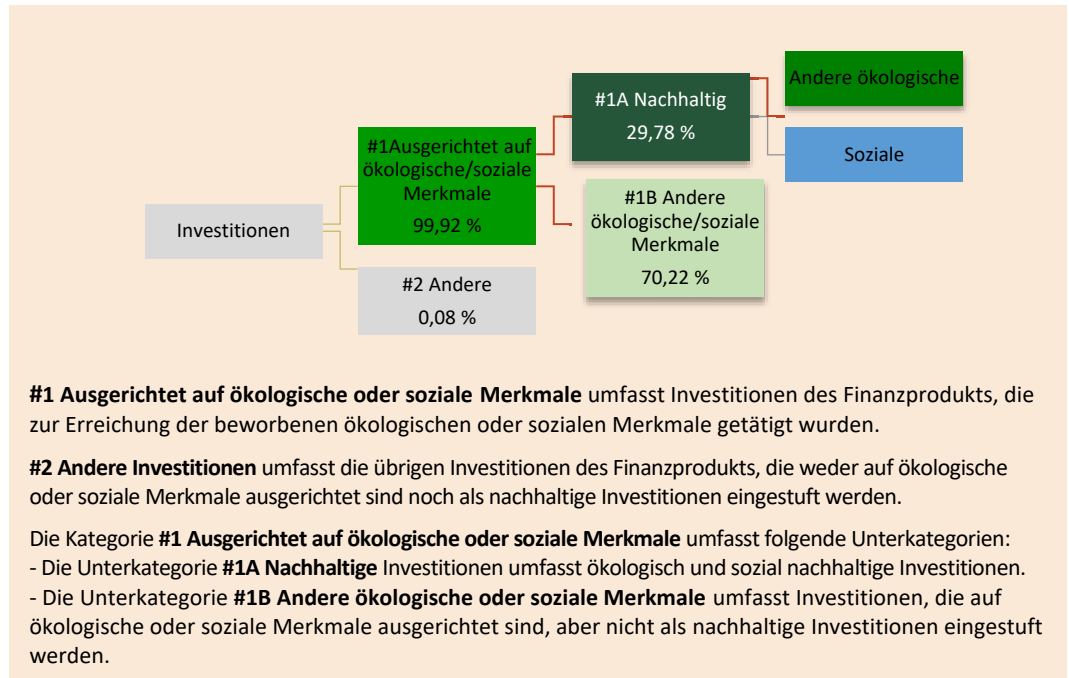 Investitionen
#1Ausgerichtet auf
ökologische/soziale
Merkmale
99,92 %
#2 Andere
0,08 %
#1A Nachhaltig
29,78 %
#1B Andere
ökologische/soziale
Merkmale
70,22 %
Andere ökologische
Soziale
#1 Ausgerichtet auf ökologische oder soziale Merkmale umfasst Investitionen des Finanzprodukts, die
zur Erreichung der beworbenen ökologischen oder sozialen Merkmale getätigt wurden.
#2 Andere Investitionen umfasst die übrigen Investitionen des Finanzprodukts, die weder auf ökologische
oder soziale Merkmale ausgerichtet sind noch als nachhaltige Investitionen eingestuft werden.
Die Kategorie #1 Ausgerichtet auf ökologische oder soziale Merkmale umfasst folgende Unterkategorien:
- Die Unterkategorie #1A Nachhaltige Investitionen umfasst ökologisch und sozial nachhaltige Investitionen.
- Die Unterkategorie #1B Andere ökologische oder soziale Merkmale umfasst Investitionen, die auf
ökologische oder soziale Merkmale ausgerichtet sind, aber nicht als nachhaltige Investitionen eingestuft
werden.